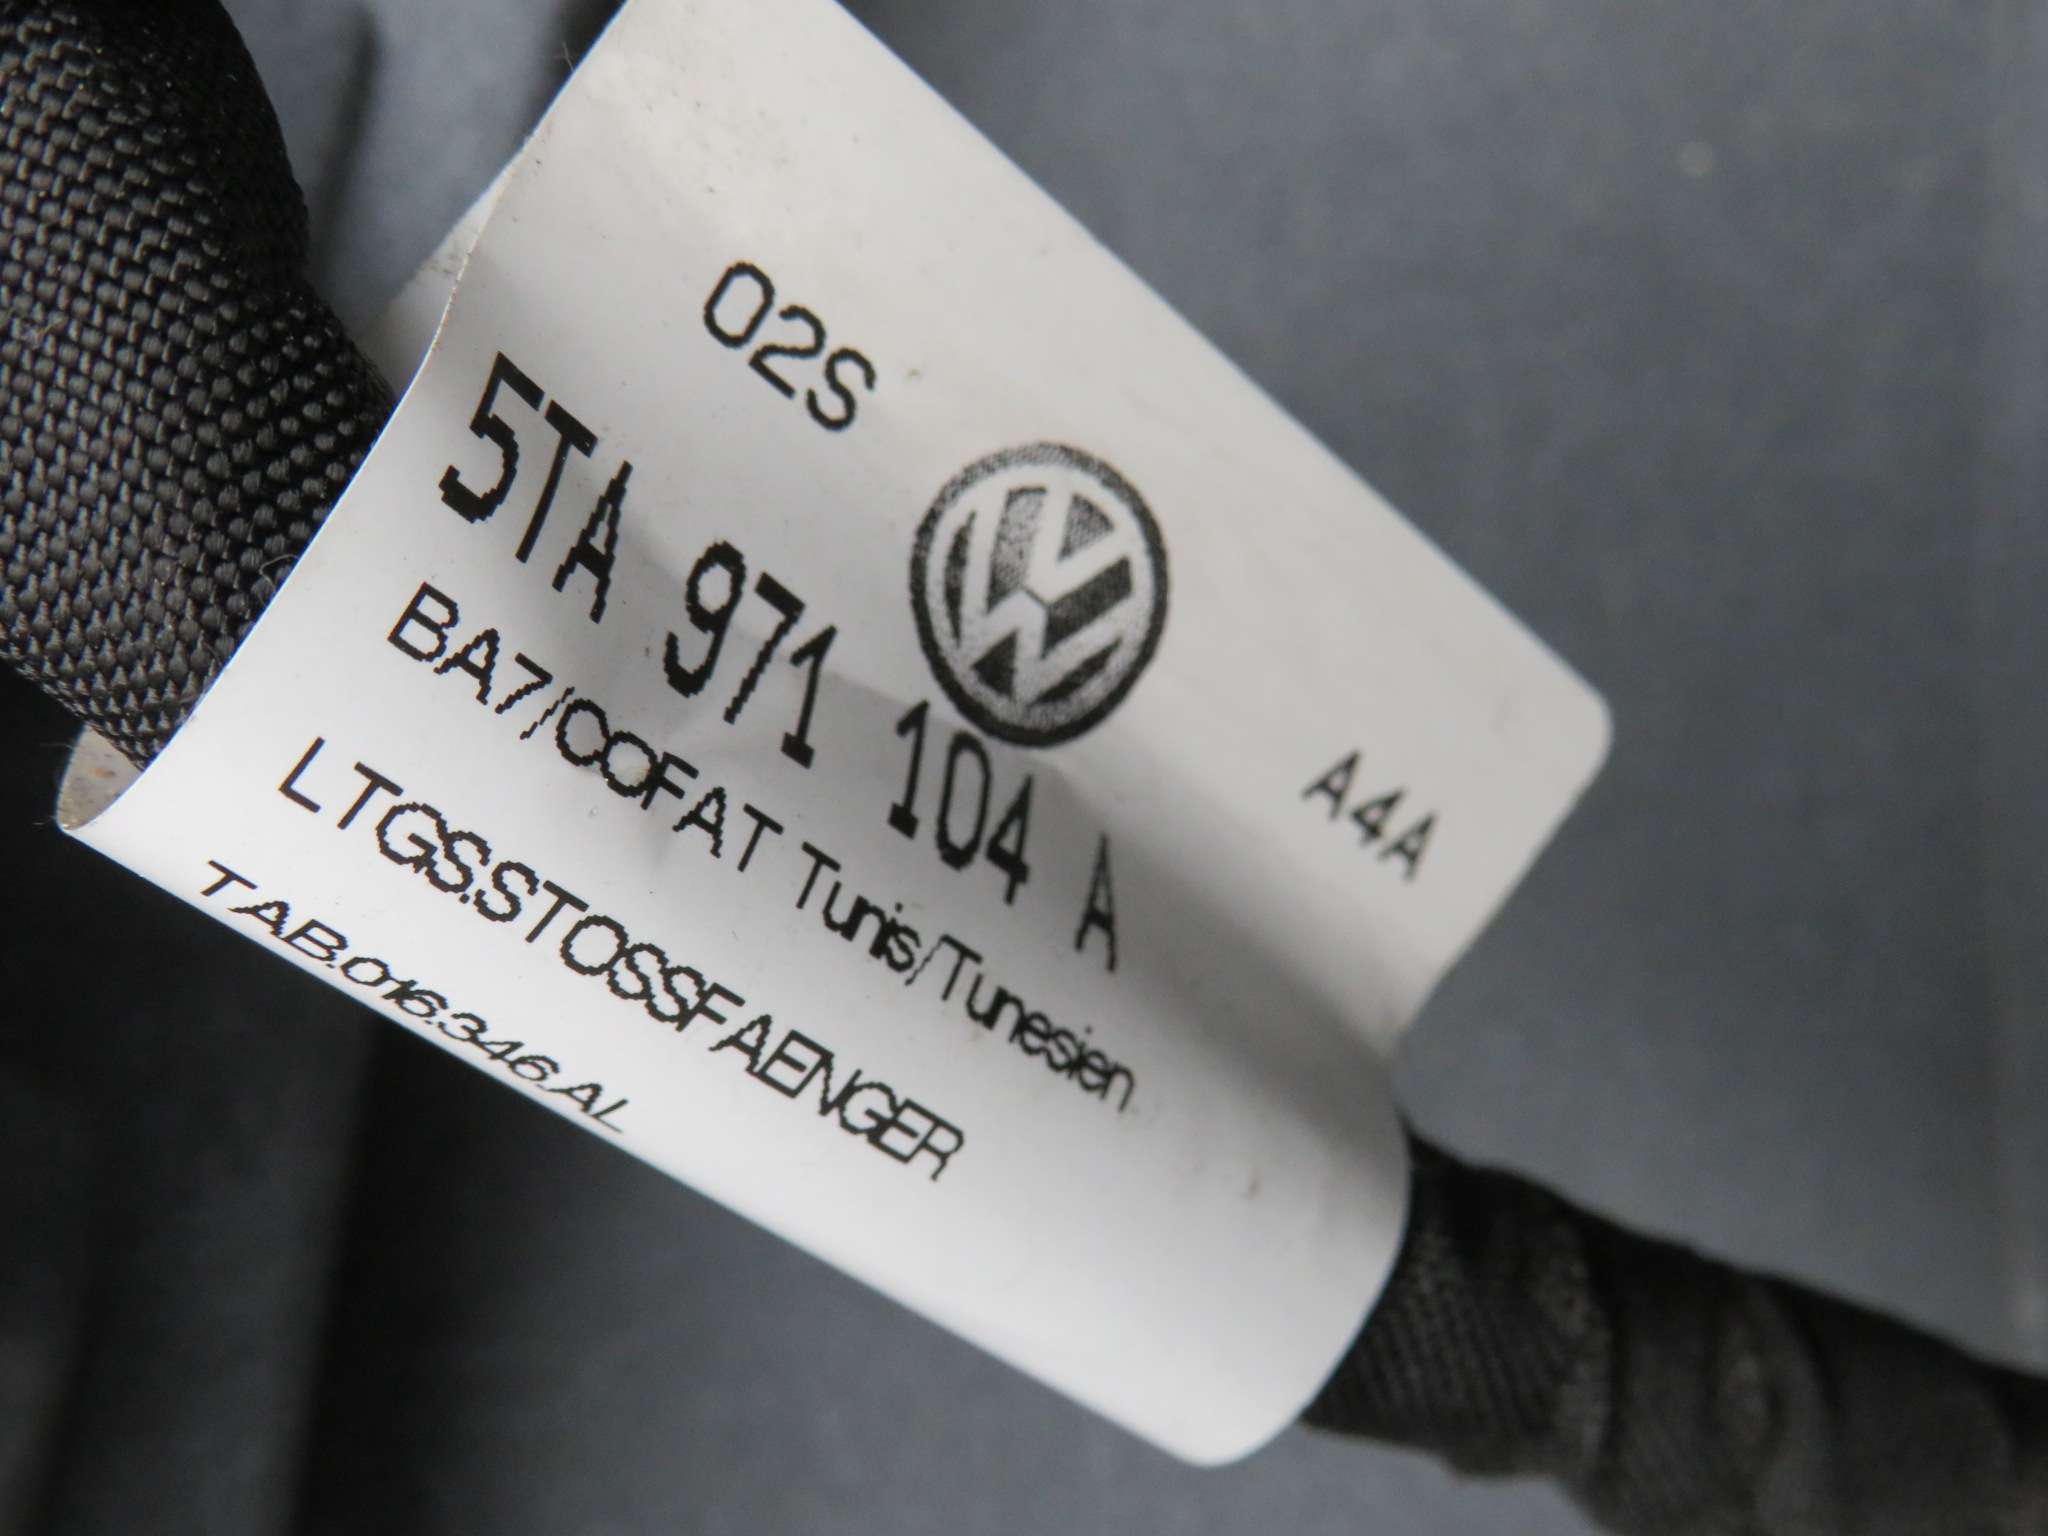 02S
A4A
5TA 971 104 A
BA7/COFAT Tunis/Tunesien
LTGS.STOSSFAENGER
TAB.016.346.AL